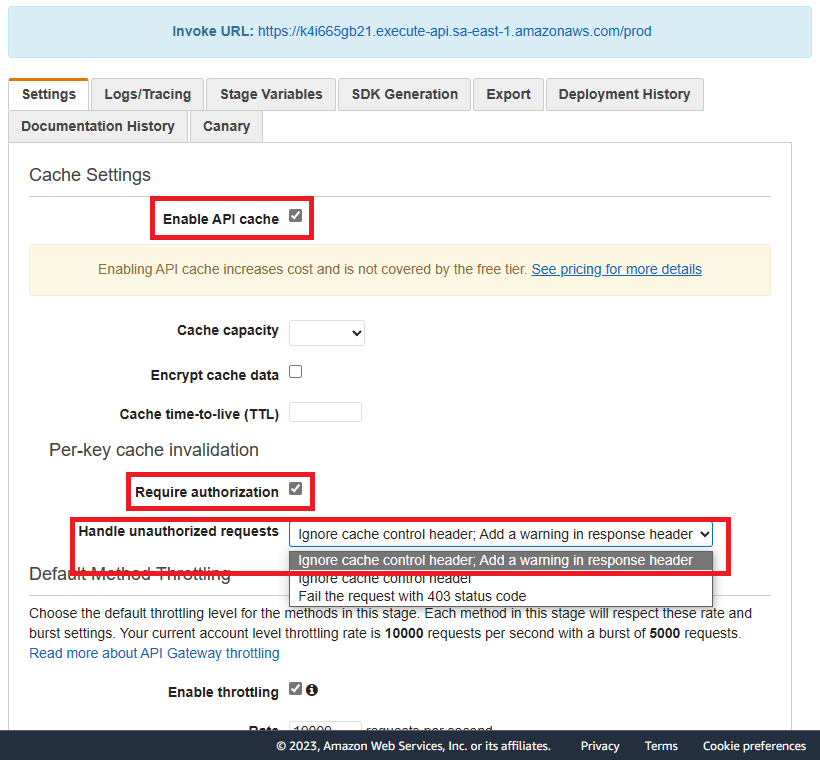 Invoke URL: https://k4i665gb21.execute-api.sa-east-1.amazonaws.com/prod
Settings
Logs/Tracing
Stage Variables
SDK Generation
Export
Deployment History
Documentation History
Canary
Cache Settings
Enable API cache
Enabling API cache increases cost and is not covered by the free tier. See pricing for more details
Cache capacity
Encrypt cache data
Cache time-to-live (TTL)
Per-key cache invalidation
Require authorization
Handle unauthorized requests
Ignore cache control header; Add a warning in response header
Ignore cache control header; Add a warning in response header
Ignore cache control header
Fail the request with 403 status code
Default Method Throttling
Choose the default throttling level for the methods in this stage. Each method in this stage will respect these rate and
burst settings. Your current account level throttling rate is 10000 requests per second with a burst of 5000 requests.
Read more about API Gateway throttling
Enable throttling
Rate 10000 requests per second
© 2023, Amazon Web Services, Inc. or its affiliates. Privacy Terms Cookie preferences